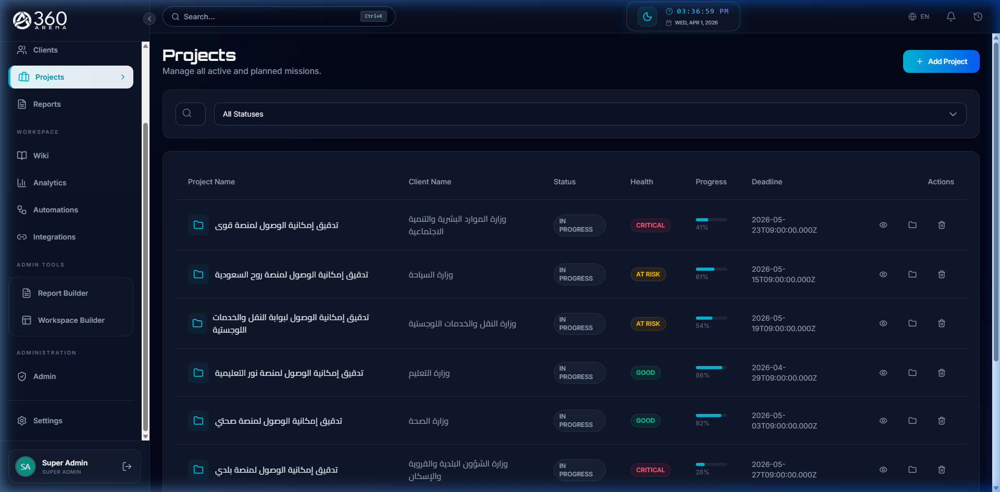 360
ARENA
Search...
Ctrl+K
03:36:59 PM
WED, APR 1, 2026
EN
Clients
Projects
Reports
WORKSPACE
Wiki
Analytics
Automations
Integrations
ADMIN TOOLS
Report Builder
Workspace Builder
ADMINISTRATION
Admin
Settings
SA
Super Admin
SUPER ADMIN
Projects
Manage all active and planned missions.
Add Project
All Statuses
Project Name
Client Name
Status
Health
Progress
Deadline
Actions
تدقيق إمكانية الوصول لمنصة قوى
وزارة الموارد البشرية والتنمية
الاجتماعية
IN
PROGRESS
CRITICAL
41%
2026-05-
23T09:00:00.000Z
تدقيق إمكانية الوصول لمنصة روح السعودية
وزارة السياحة
IN
PROGRESS
AT RISK
61%
2026-05-
15T09:00:00.000Z
تدقيق إمكانية الوصول لبوابة النقل والخدمات
اللوجستية
وزارة النقل والخدمات اللوجستية
IN
PROGRESS
AT RISK
54%
2026-05-
19T09:00:00.000Z
تدقيق إمكانية الوصول لمنصة نور التعليمية
وزارة التعليم
IN
PROGRESS
GOOD
86%
2026-04-
29T09:00:00.000Z
تدقيق إمكانية الوصول لمنصة صحتي
وزارة الصحة
IN
PROGRESS
GOOD
82%
2026-05-
03T09:00:00.000Z
تدقيق إمكانية الوصول لمنصة بلدي
وزارة الشؤون البلدية والقروية
والإسكان
IN
PROGRESS
CRITICAL
28%
2026-05-
27T09:00:00.000Z